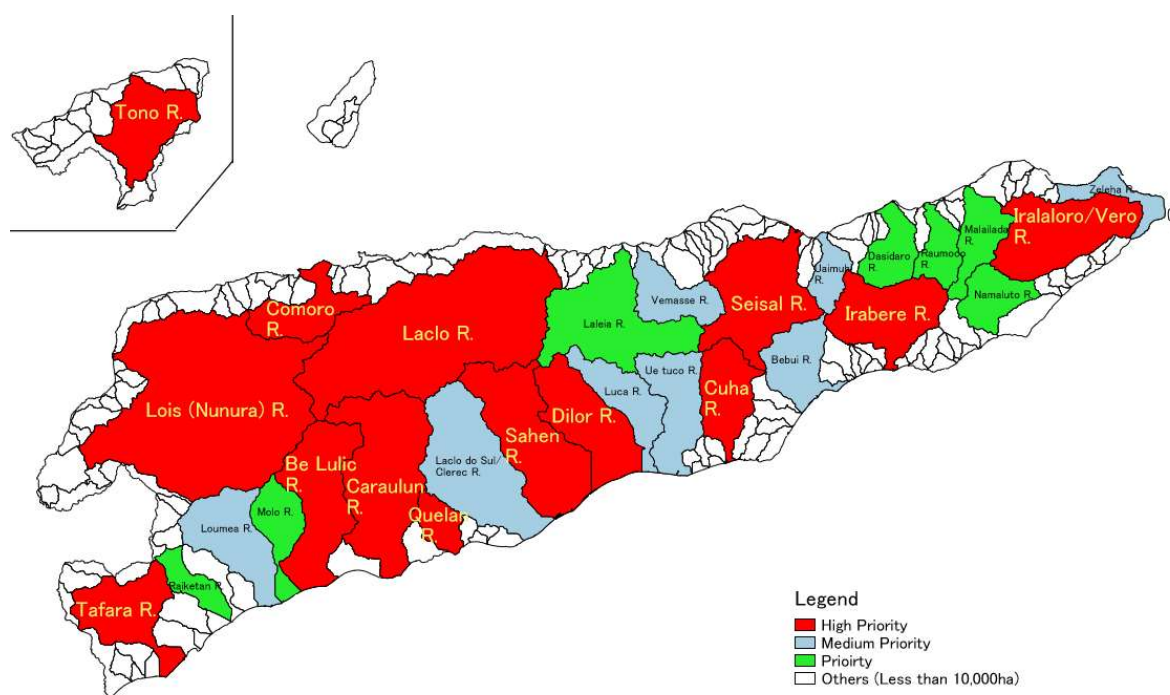 Tono R.
Zeleha R.
Iralaloro/Vero
R.
Malailada
R.
Dasidaro
R.
Raumoco
R.
Namaluto R.
Uaimuhi
R.
Irabere R.
Vemasse R.
Seisal R.
Laleia R.
Comoro
R.
Laclo R.
Bebui R.
Ue tuco R.
Luca R.
Cuha
R.
Dilor R.
Sahen
R.
Lois (Nunura) R.
Be Lulic
R.
Caraulun
R.
Laclo do Sul/
Clerec R.
Quelan
R.
Loumea R.
Molo R.
Raiketan R.
Tafara R.
Legend
High Priority
Medium Priority
Prioirty
Others (Less than 10,000ha)